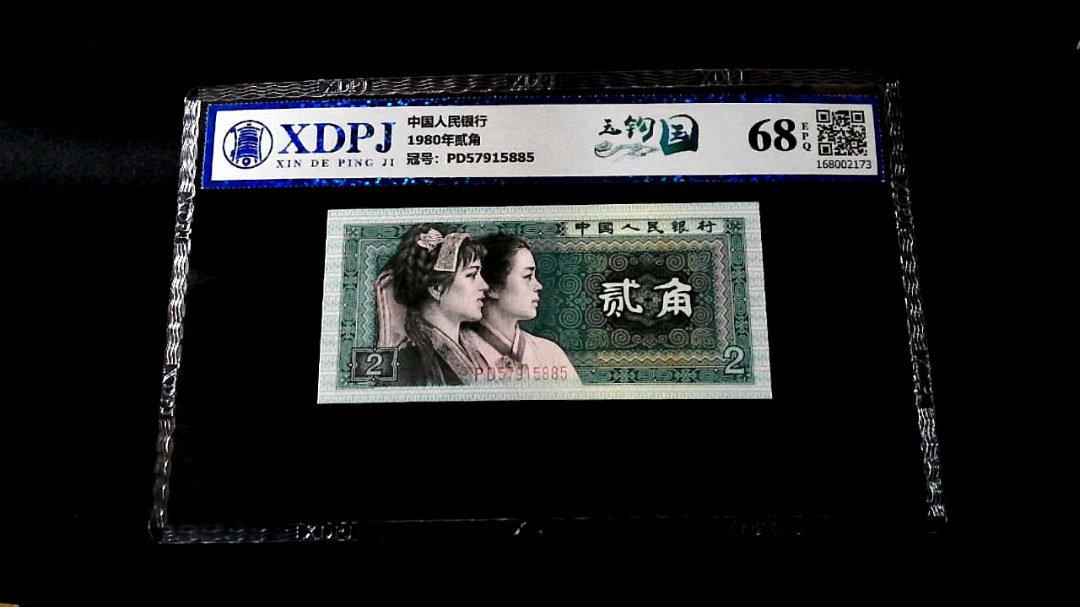 XDPJ
XIN DE PING JI
中国人民银行
1980年贰角
冠号：PD57915885
玉钩国
68 EPQ
168002173
中国人民银行
贰角
2
2
PD57915885
XDPJ